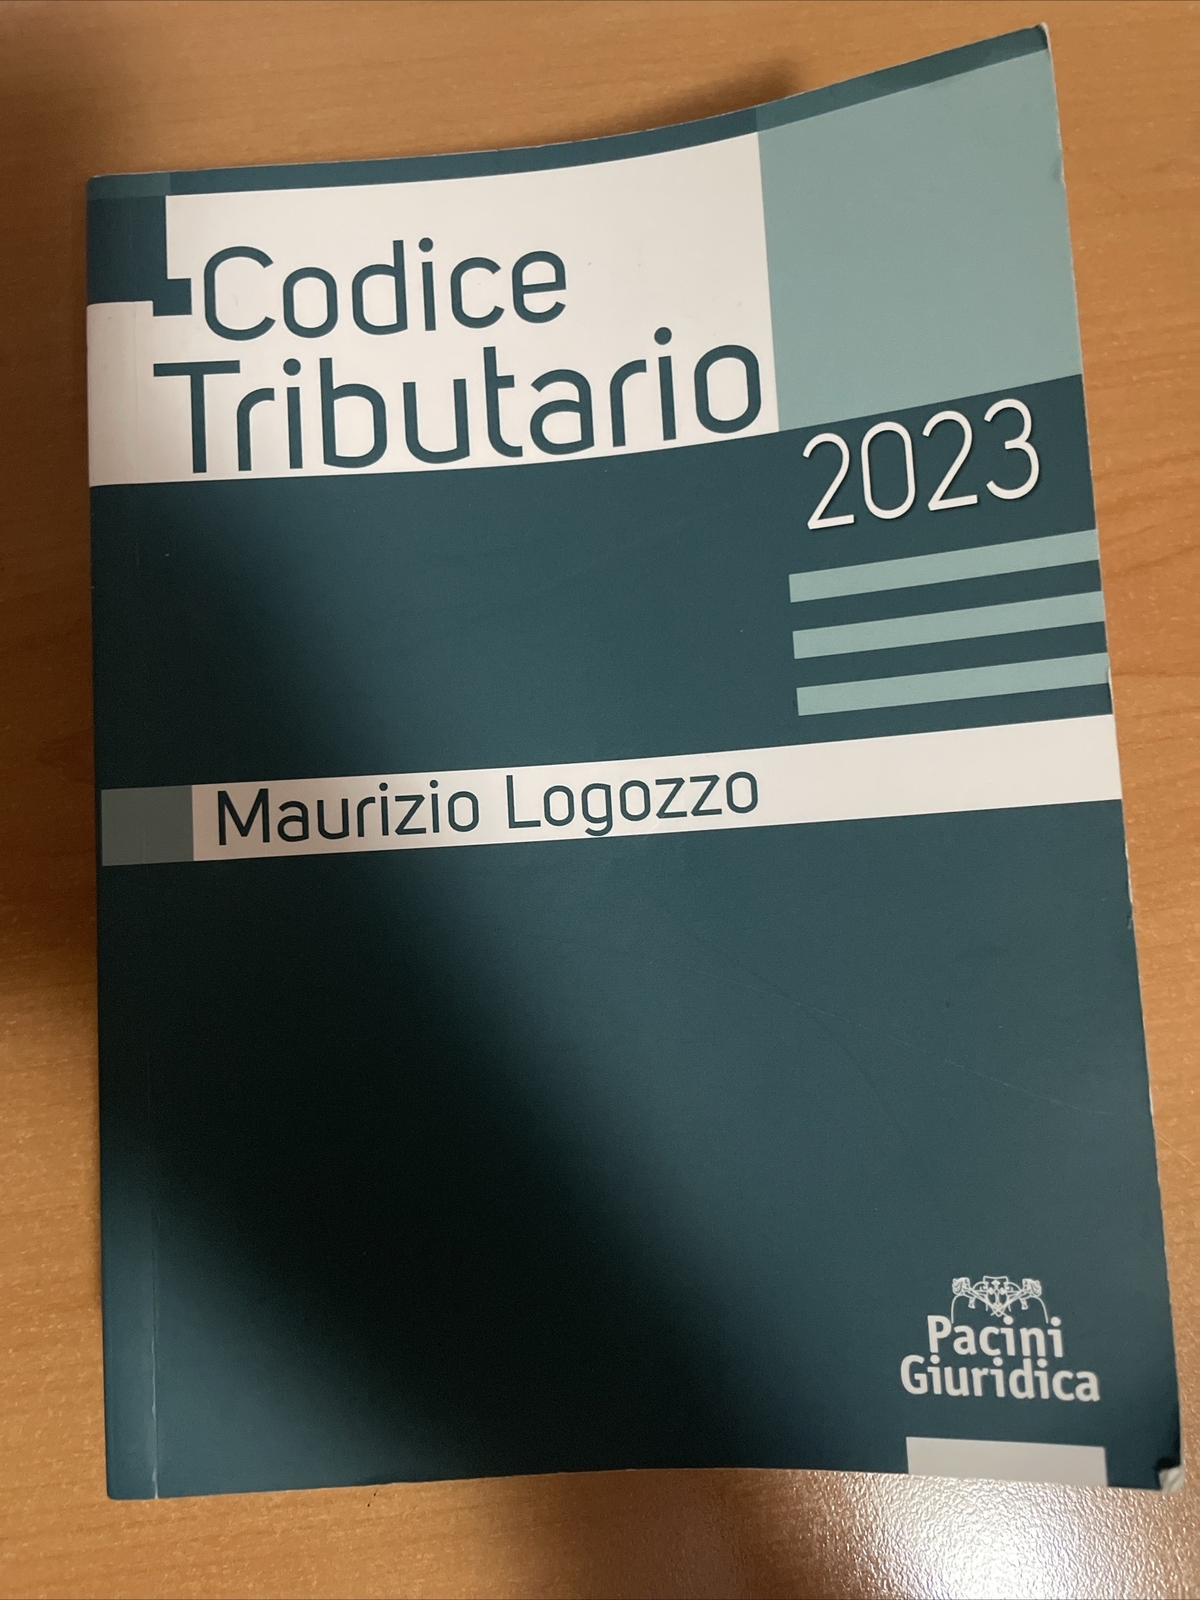 Codice
Tributario
2023
Maurizio Logozzo
Pacini
Giuridica